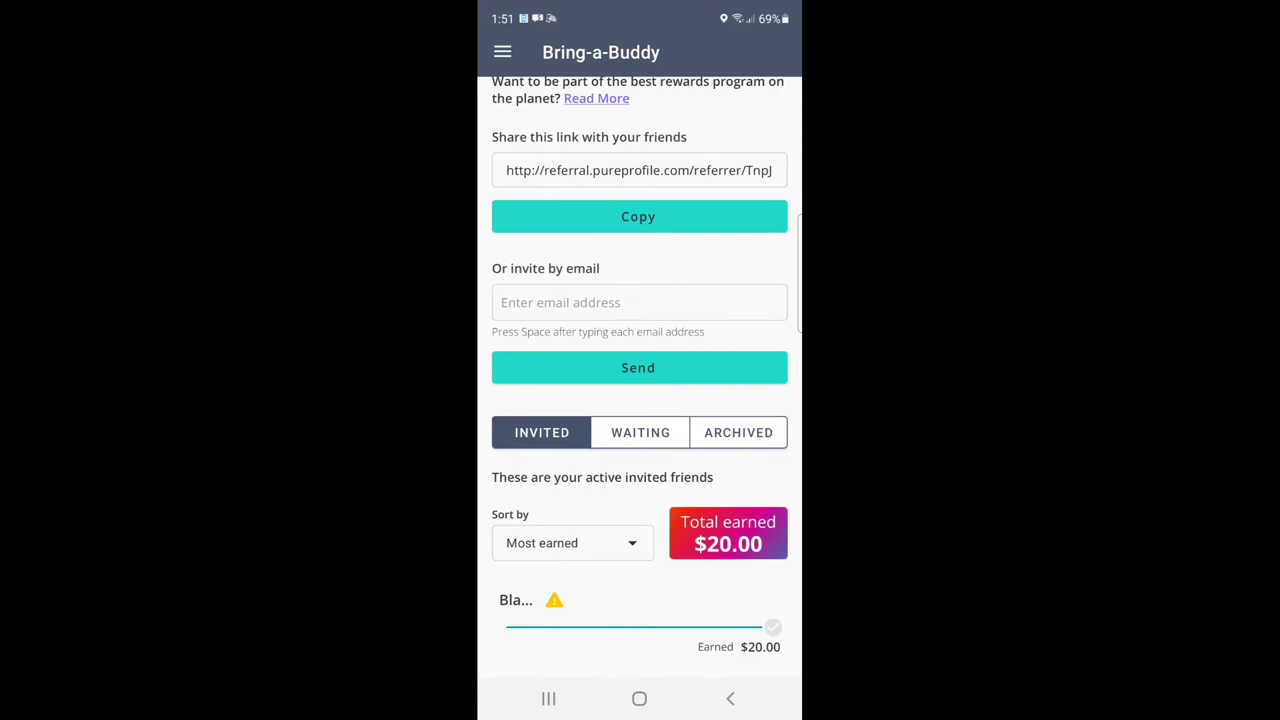 1:51
69%
Bring-a-Buddy
Want to be part of the best rewards program on
the planet? Read More
Share this link with your friends
http://referral.pureprofile.com/referrer/TnpJ
Copy
Or invite by email
Enter email address
Press Space after typing each email address
Send
INVITED WAITING ARCHIVED
These are your active invited friends
Sort by
Most earned
Total earned
$20.00
Bla...
Earned $20.00